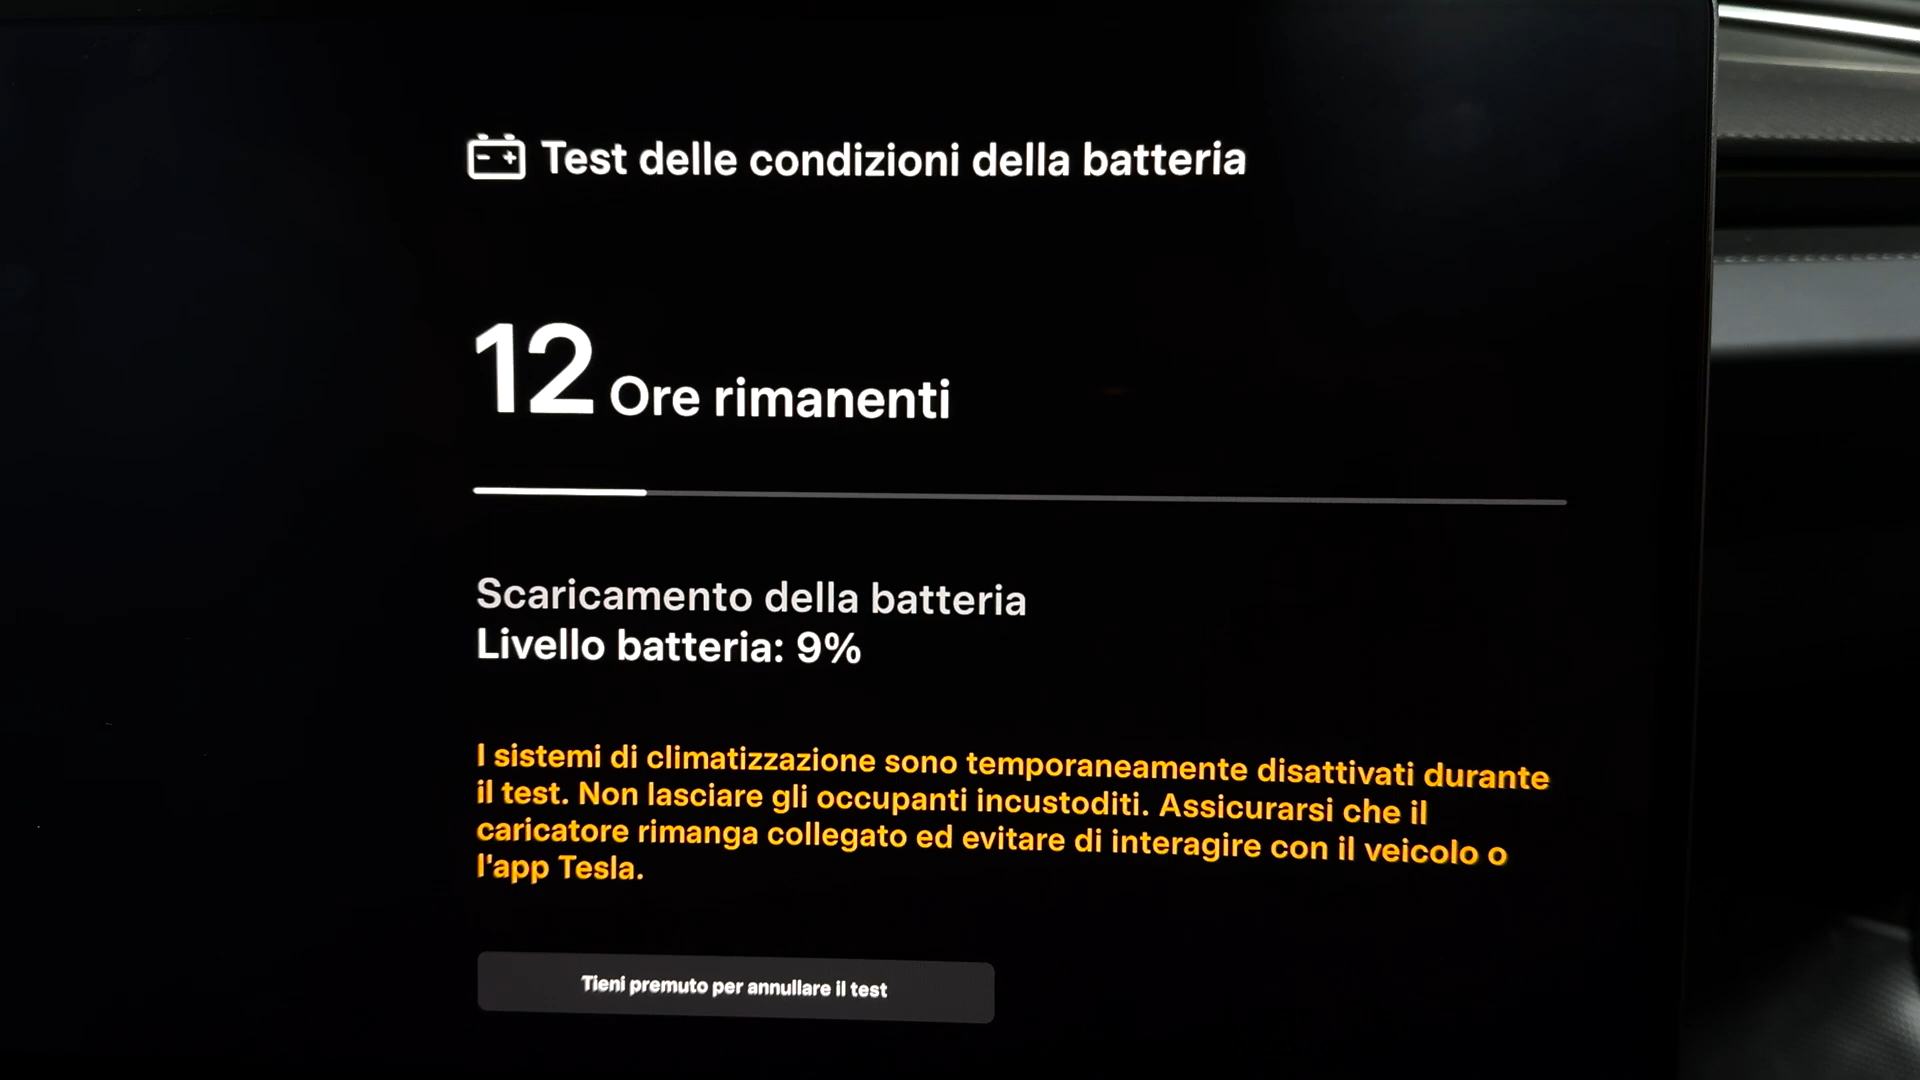 Test delle condizioni della batteria
12 Ore rimanenti
Scaricamento della batteria
Livello batteria: 9%
I sistemi di climatizzazione sono temporaneamente disattivati durante
il test. Non lasciare gli occupanti incustoditi. Assicurarsi che il
caricatore rimanga collegato ed evitare di interagire con il veicolo o
l'app Tesla.
Tieni premuto per annullare il test